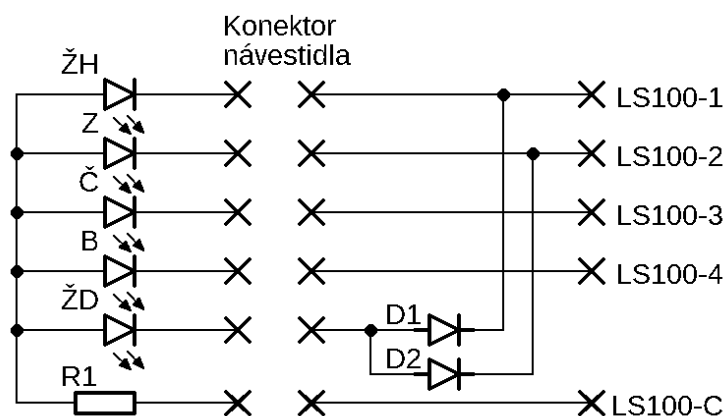 Konektor
návestidla
ŽH
LS100-1
Z
LS100-2
Č
LS100-3
B
LS100-4
ŽD
D1
D2
R1
LS100-C